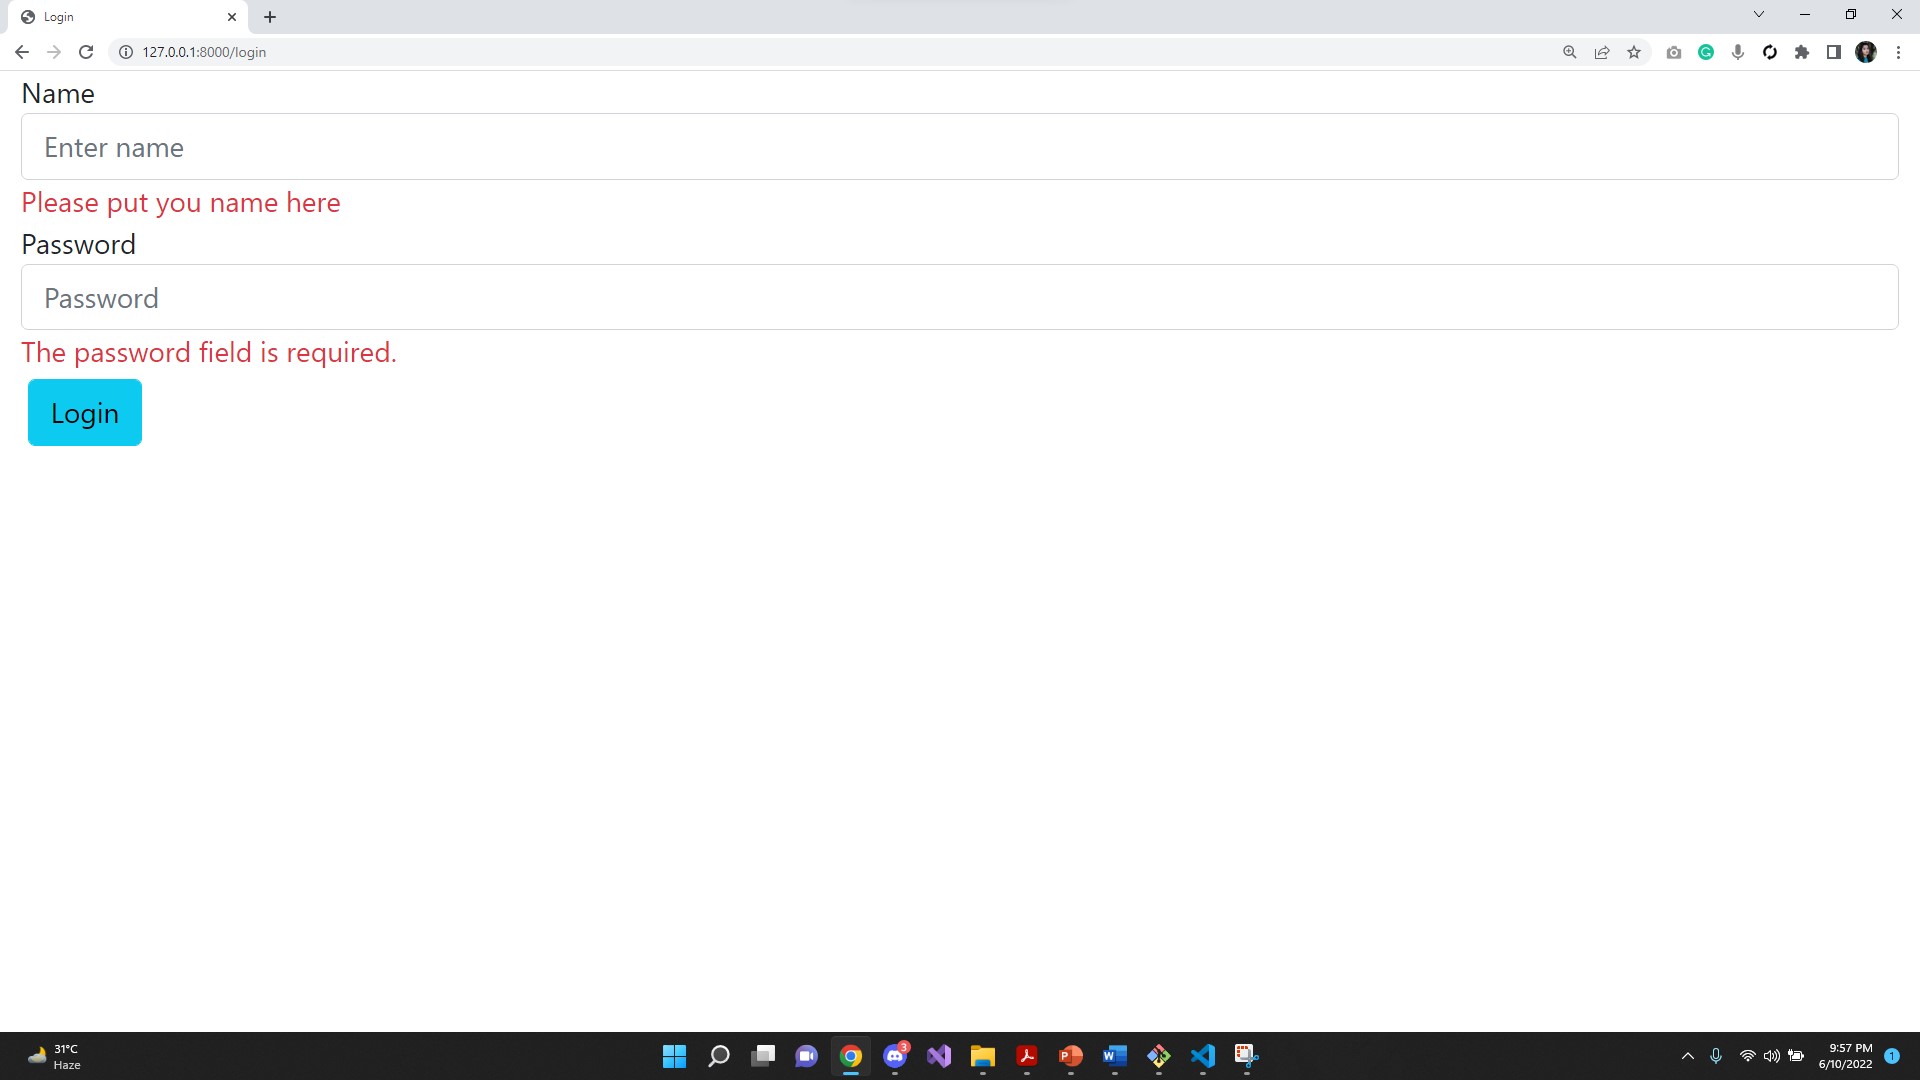 Login
127.0.0.1:8000/login
Name
Enter name
Please put you name here
Password
Password
The password field is required.
Login
31°C
Haze
3
9:57 PM
6/10/2022
1